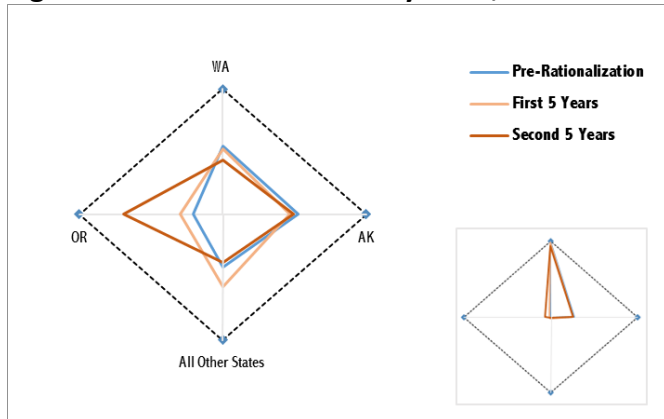 WA
Pre-Rationalization
First 5 Years
Second 5 Years
OR
AK
All Other States